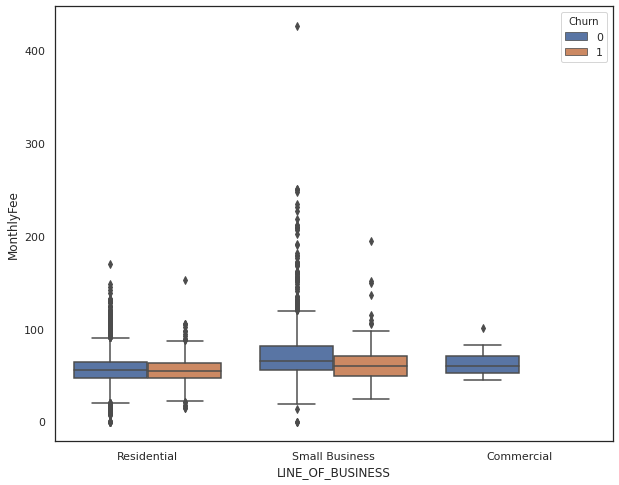 Churn
0
1
400
300
200
100
0
MonthlyFee
Residential
Small Business
Commercial
LINE_OF_BUSINESS